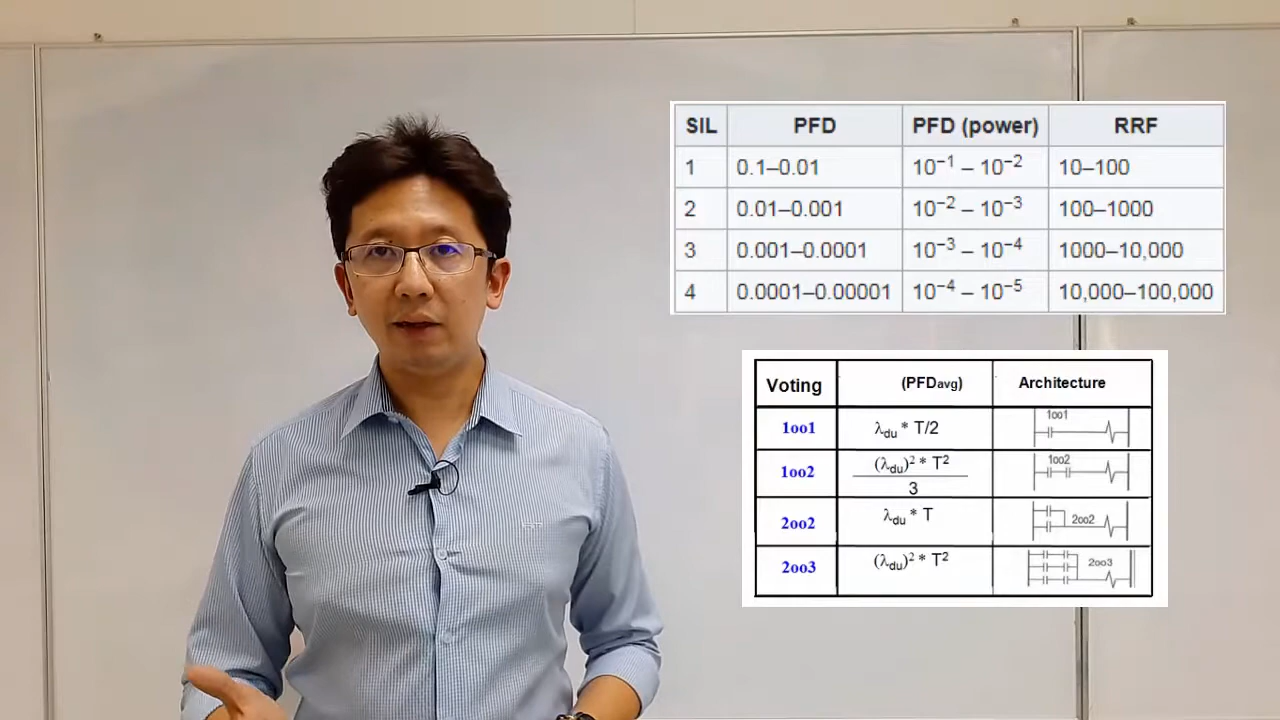 SIL PFD PFD (power) RRF
1 0.1–0.01 10⁻¹ – 10⁻² 10–100
2 0.01–0.001 10⁻² – 10⁻³ 100–1000
3 0.001–0.0001 10⁻³ – 10⁻⁴ 1000–10,000
4 0.0001–0.00001 10⁻⁴ – 10⁻⁵ 10,000–100,000
Voting (PFDavg) Architecture
1oo1 λdu * T/2 1oo1
1oo2 (λdu)² * T² / 3 1oo2
2oo2 λdu * T 2oo2
2oo3 (λdu)² * T² 2oo3